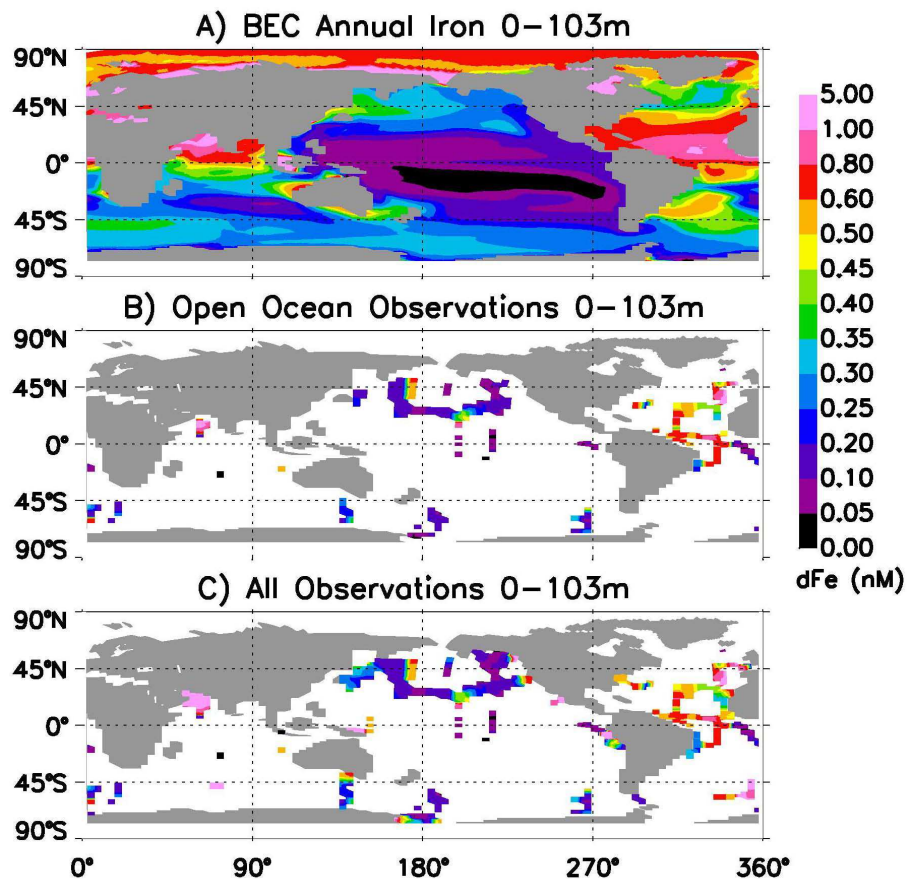 A) BEC Annual Iron 0-103m
90°N
45°N
0°
45°S
90°S
B) Open Ocean Observations 0-103m
90°N
45°N
0°
45°S
90°S
C) All Observations 0-103m
90°N
45°N
0°
45°S
90°S
0°
90°
180°
270°
360°
5.00
1.00
0.80
0.60
0.50
0.45
0.40
0.35
0.30
0.25
0.20
0.10
0.05
0.00
dFe (nM)